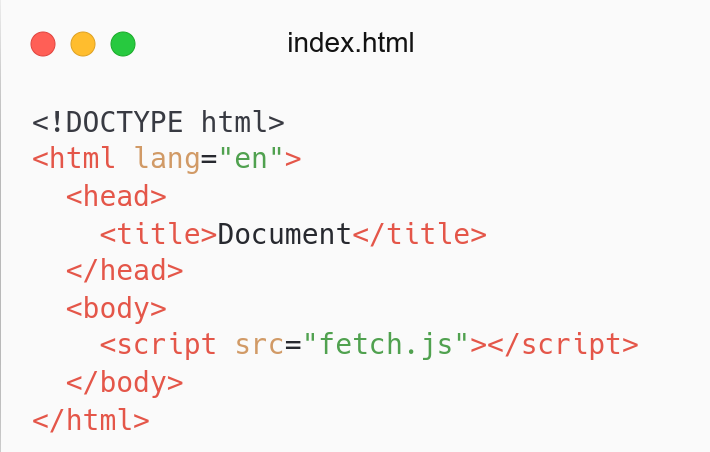 index.html
<!DOCTYPE html>
<html lang="en">
  <head>
    <title>Document</title>
  </head>
  <body>
    <script src="fetch.js"></script>
  </body>
</html>